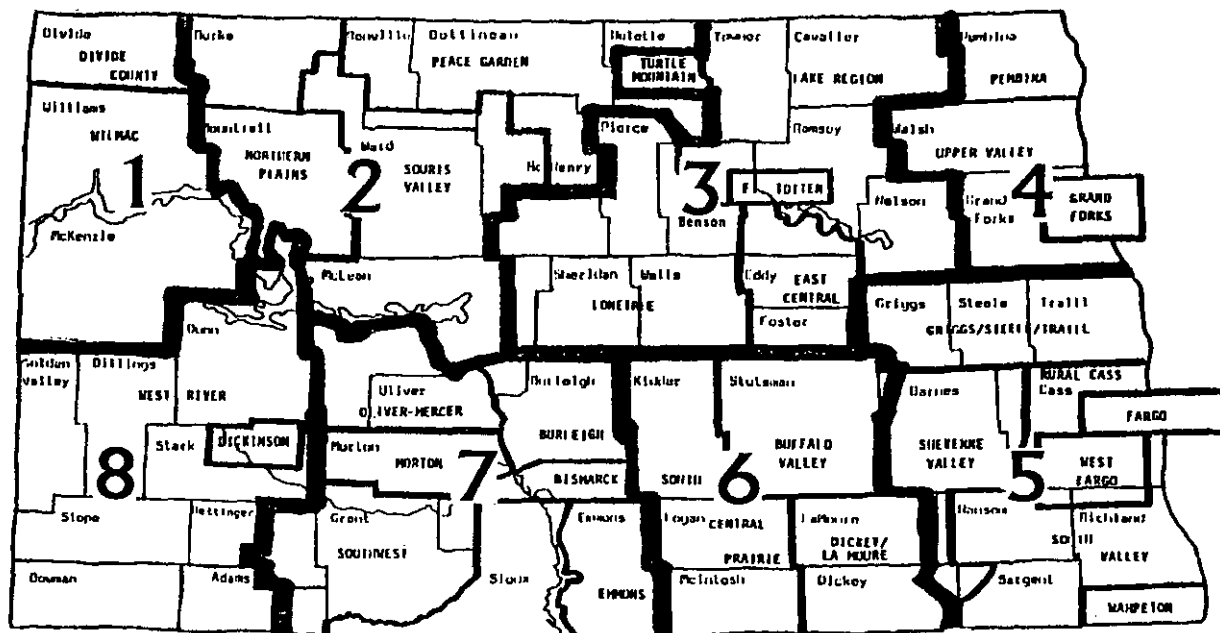 Divide
Burke
Bottineau
Towner
Cavalier
Pembina
DIVIDE
COUNTY
PEACE GARDEN
TURTLE
MOUNTAIN
LAKE REGION
PEMBINA
Williams
WILMAC
Mountrail
NORTHERN
PLAINS
Ward
SOURIS
VALLEY
McHenry
Pierce
Ramsey
Walsh
UPPER VALLEY
1
2
3
4
TOTTEN
Benson
Nelson
Grand
Forks
GRAND
FORKS
McKenzie
McLean
Sheridan
Wells
LONETREE
Eddy
EAST
CENTRAL
Foster
Griggs
Steele
Traill
GRIGGS/STEELE/TRAILL
Dunn
Golden
Valley
Billings
WEST RIVER
Oliver
OLIVER-MERCER
Burleigh
BURLEIGH
Kidder
Stutsman
BUFFALO
VALLEY
Barnes
SHEYENNE
VALLEY
RURAL CASS
Cass
FARGO
WEST
FARGO
Stark
DICKINSON
Morton
MORTON
BISMARCK
8
7
6
5
SOUTH
CENTRAL
PRAIRIE
Slope
Hettinger
Grant
SOUTHWEST
Emmons
Logan
LaMoure
DICKEY/
LA MOURE
Ransom
Richland
SOUTH
VALLEY
Bowman
Adams
Sioux
EMMONS
McIntosh
Dickey
Sargent
WAHPETON